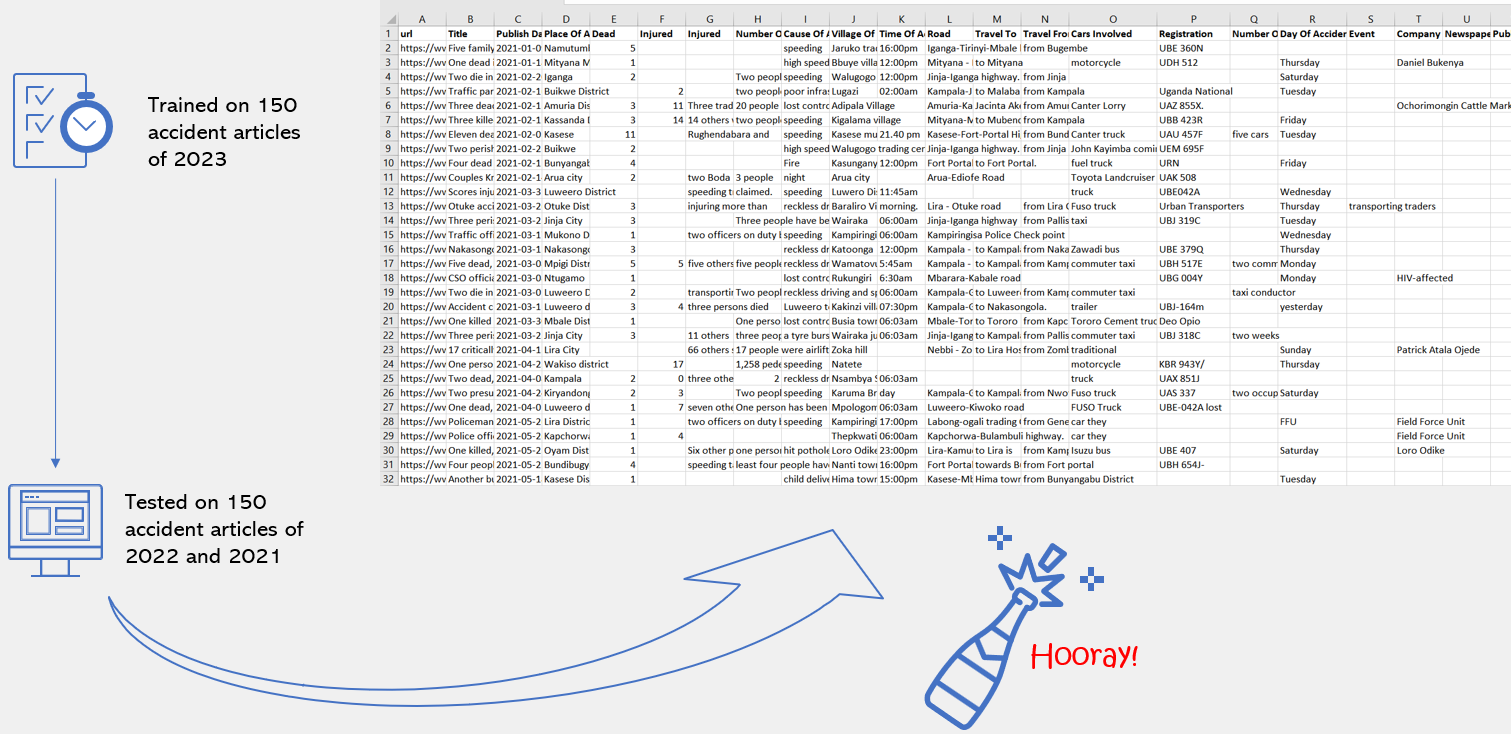 Trained on 150
accident articles
of 2023
Tested on 150
accident articles of
2022 and 2021
A B C D E F G H I J K L M N O P Q R S T U
1 url Title Publish Da Place Of A Dead Injured Injured Number O Cause Of A Village Of Time Of A Road Travel To Travel Fro Cars Involved Registration Number O Day Of Accider Event Company Newspape Pub
2 https://wv Five family 2021-01-0 Namutuml 5 speeding Jaruko trac 16:00pm Iganga-Tirinyi-Mbale from Bugembe UBE 360N
3 https://wv One dead i 2021-01-1 Mityana M 1 high speed Bbuye villa 12:00pm Mityana - to Mityana motorcycle UDH 512 Thursday Daniel Bukenya
4 https://wv Two die in 2021-02-2 Iganga 2 Two peopl speeding Walugogo 12:00pm Jinja-Iganga highway. from Jinja Saturday
5 https://wv Traffic par 2021-02-1 Buikwe District 2 two people poor infras Lugazi 02:00am Kampala-J to Malaba from Kampala Uganda National Tuesday
6 https://wv Three dea 2021-02-1 Amuria Dis 3 11 Three trad 20 people lost contro Adipala Village Amuria-Ka Jacinta Ak from Amu Canter Lorry UAZ 855X. Ochorimongin Cattle Mark
7 https://wv Three kille 2021-02-1 Kassanda D 3 14 14 others two peopl speeding Kigalama village Mityana-M to Mubend from Kampala UBB 423R Friday
8 https://wv Eleven dea 2021-02-0 Kasese 11 Rughendabara and speeding Kasese mu 21.40 pm Kasese-Fort-Portal Hi from Bund Canter truck UAU 457F five cars Tuesday
9 https://wv Two perish 2021-02-2 Buikwe 2 high speed Walugogo trading cen Jinja-Iganga highway. from Jinja John Kayimba comi UEM 695F
10 https://wv Four dead 2021-02-1 Bunyangab 4 Fire Kasungany 12:00pm Fort Portal to Fort Portal. fuel truck URN Friday
11 https://wv Couples Kr 2021-02-1 Arua city 2 two Boda 3 people night Arua city Arua-Ediofe Road Toyota Landcruiser UAK 508
12 https://wv Scores inju 2021-03-3 Luweero District speeding t claimed. speeding Luwero Di 11:45am truck UBE042A Wednesday
13 https://wv Otuke acci 2021-03-2 Otuke Dist 3 injuring more than reckless dr Baraliro Vi morning. Lira - Otuke road from Lira C Fuso truck Urban Transporters Thursday transporting traders
14 https://wv Three peri 2021-03-2 Jinja City 3 Three people have be Wairaka 06:00am Jinja-Iganga highway from Pallis taxi UBJ 319C Tuesday
15 https://wv Traffic offi 2021-03-1 Mukono D 1 two officers on duty b speeding Kampiringi 06:00am Kampiringisa Police Check point Wednesday
16 https://wv Nakasongo 2021-03-1 Nakasongo 3 reckless dr Katoonga 12:00pm Kampala - to Kampal from Naka Zawadi bus UBE 379Q Thursday
17 https://wv Five dead, 2021-03-0 Mpigi Distr 5 5 five others five people reckless dr Wamatovu 5:45am Kampala - to Kampal from Kamp commuter taxi UBH 517E two comm Monday
18 https://wv CSO officia 2021-03-0 Ntugamo 1 lost contro Rukungiri 6:30am Mbarara-Kabale road UBG 004Y Monday HIV-affected
19 https://wv Two die in 2021-03-0 Luweero D 2 transportin Two peopl reckless driving and sp 06:00am Kampala-G to Luweer from Kamp commuter taxi taxi conductor
20 https://wv Accident c 2021-03-1 Luweero d 3 4 three persons died Luweero t Kakinzi villa 07:30pm Kampala-G to Nakasongola. trailer UBJ-164m yesterday
21 https://wv One killed 2021-03-3 Mbale Dist 1 One perso lost contro Busia town 06:03am Mbale-Tor to Tororo from Kapc Tororo Cement truc Deo Opio
22 https://wv Three peri 2021-03-2 Jinja City 3 11 others three peop a tyre burs Wairaka ju 06:03am Jinja-Igang to Kampal from Pallis commuter taxi UBJ 318C two weeks
23 https://wv 17 criticall 2021-04-1 Lira City 66 others 17 people were airlift Zoka hill Nebbi - Zo to Lira Hos from Zoml traditional Sunday Patrick Atala Ojede
24 https://wv One perso 2021-04-2 Wakiso district 17 1,258 pede speeding Natete motorcycle KBR 943Y/ Thursday
25 https://wv Two dead, 2021-04-0 Kampala 2 0 three othe 2 reckless dr Nsambya S 06:03am truck UAX 851J
26 https://wv Two presu 2021-04-2 Kiryandong 2 3 Two peopl speeding Karuma Br day Kampala-G to Kampal from Nwo Fuso truck UAS 337 two occup Saturday
27 https://wv One dead, 2021-04-0 Luweero d 1 7 seven othe One person has been Mpologom 06:03am Luweero-Kiwoko road FUSO Truck UBE-042A lost
28 https://wv Policeman 2021-05-2 Lira Distric 1 two officers on duty b speeding Kampiringi 17:00pm Labong-ogali trading from Gene car they FFU Field Force Unit
29 https://wv Police offi 2021-05-2 Kapchorwa 1 4 Thepkwati 06:00am Kapchorwa-Bulambuli highway. car they Field Force Unit
30 https://wv One killed, 2021-05-2 Oyam Dist 1 Six other p one person hit pothole Loro Odike 23:00pm Lira-Kamu to Lira is from Kamp Isuzu bus UBE 407 Saturday Loro Odike
31 https://wv Four peopl 2021-05-2 Bundibugy 4 speeding t least four people have Nanti town 16:00pm Fort Portal towards B from Fort portal UBH 654J-
32 https://wv Another bu 2021-05-1 Kasese Dis 1 child delive Hima town 15:00pm Kasese-Mb Hima town from Bunyangabu District Tuesday
Hooray!